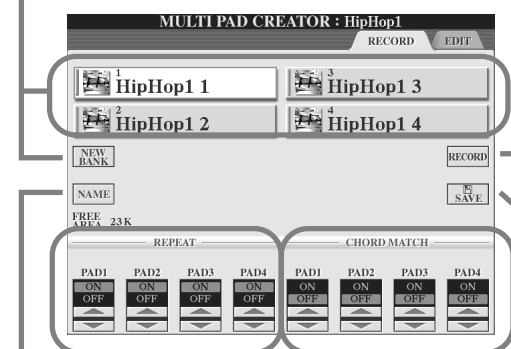 MULTI PAD CREATOR : HipHop1
RECORD EDIT
1 HipHop1 1
3 HipHop1 3
2 HipHop1 2
4 HipHop1 4
NEW BANK
RECORD
NAME
SAVE
FREE AREA 23K
REPEAT
CHORD MATCH
PAD1 PAD2 PAD3 PAD4 PAD1 PAD2 PAD3 PAD4
ON ON ON ON ON ON ON ON
OFF OFF OFF OFF OFF OFF OFF OFF